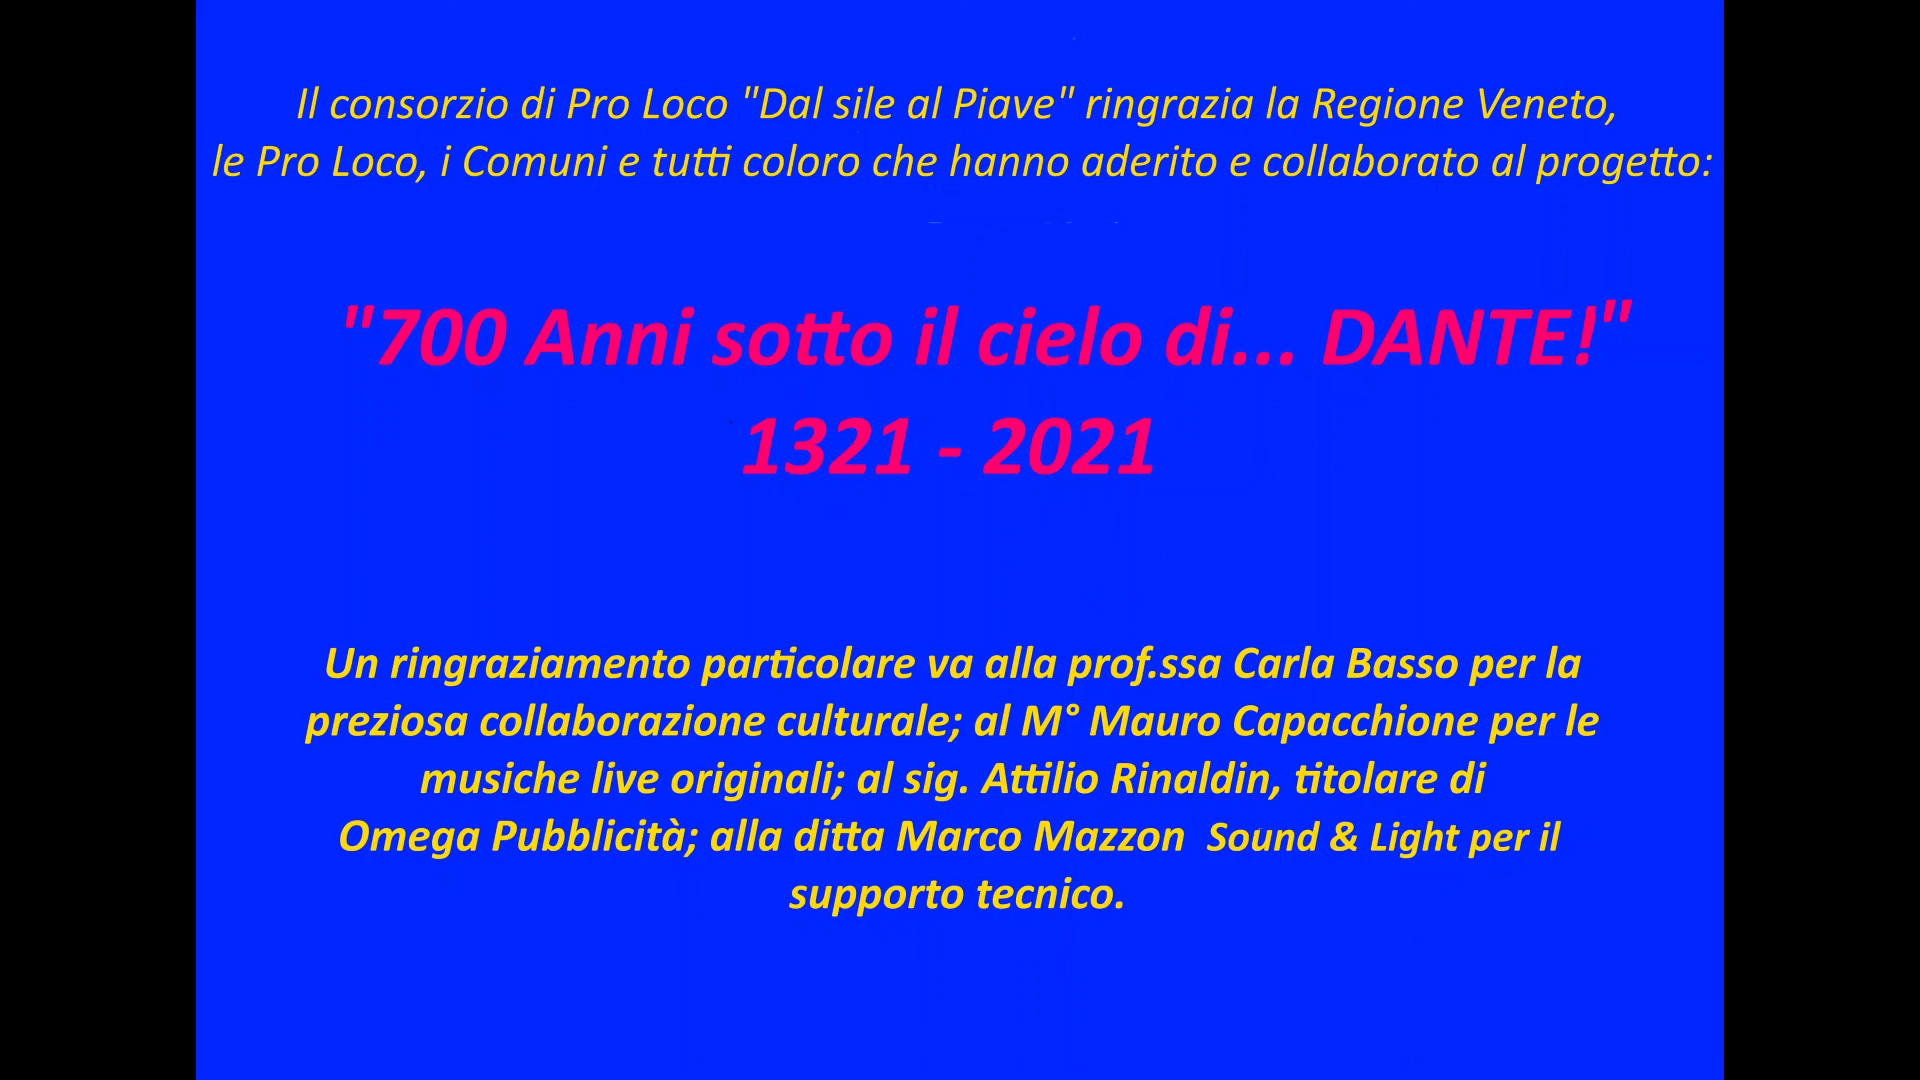 Il consorzio di Pro Loco "Dal sile al Piave" ringrazia la Regione Veneto,
le Pro Loco, i Comuni e tutti coloro che hanno aderito e collaborato al progetto:
"700 Anni sotto il cielo di... DANTE!"
1321 - 2021
Un ringraziamento particolare va alla prof.ssa Carla Basso per la
preziosa collaborazione culturale; al M° Mauro Capacchione per le
musiche live originali; al sig. Attilio Rinaldin, titolare di
Omega Pubblicità; alla ditta Marco Mazzon Sound & Light per il
supporto tecnico.